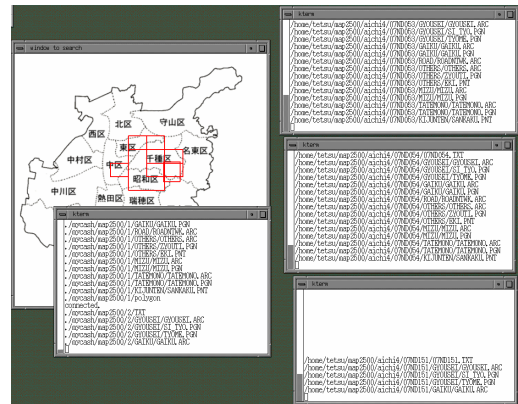 window to search
北区
守山区
西区
東区
名東区
千種区
中村区
中区
昭和区
中川区
熱田区
瑞穂区
kterm
/home/tetsu/map2500/aichi4/07ND053/GYOUSEI/GYOUSEI.ARC
/home/tetsu/map2500/aichi4/07ND053/GYOUSEI/SI_TYO.PGN
/home/tetsu/map2500/aichi4/07ND053/GYOUSEI/TYOME.PGN
/home/tetsu/map2500/aichi4/07ND053/GAIKU/GAIKU.ARC
/home/tetsu/map2500/aichi4/07ND053/GAIKU/GAIKU.PGN
/home/tetsu/map2500/aichi4/07ND053/ROAD/ROADNTWK.ARC
/home/tetsu/map2500/aichi4/07ND053/OTHERS/OTHERS.ARC
/home/tetsu/map2500/aichi4/07ND053/OTHERS/ZYOUTI.PGN
/home/tetsu/map2500/aichi4/07ND053/OTHERS/EKI.PNT
/home/tetsu/map2500/aichi4/07ND053/MIZU/MIZU.ARC
/home/tetsu/map2500/aichi4/07ND053/MIZU/MIZU.PGN
/home/tetsu/map2500/aichi4/07ND053/TATEMONO/TATEMONO.ARC
/home/tetsu/map2500/aichi4/07ND053/TATEMONO/TATEMONO.PGN
/home/tetsu/map2500/aichi4/07ND053/KIJUNTEN/SANKAKU.PNT
kterm
/home/tetsu/map2500/aichi4/07ND054/07ND054.TXT
/home/tetsu/map2500/aichi4/07ND054/GYOUSEI/GYOUSEI.ARC
/home/tetsu/map2500/aichi4/07ND054/GYOUSEI/SI_TYO.PGN
/home/tetsu/map2500/aichi4/07ND054/GYOUSEI/TYOME.PGN
/home/tetsu/map2500/aichi4/07ND054/GAIKU/GAIKU.ARC
/home/tetsu/map2500/aichi4/07ND054/GAIKU/GAIKU.PGN
/home/tetsu/map2500/aichi4/07ND054/ROAD/ROADNTWK.ARC
/home/tetsu/map2500/aichi4/07ND054/OTHERS/OTHERS.ARC
/home/tetsu/map2500/aichi4/07ND054/OTHERS/ZYOUTI.PGN
/home/tetsu/map2500/aichi4/07ND054/OTHERS/EKI.PNT
/home/tetsu/map2500/aichi4/07ND054/MIZU/MIZU.ARC
/home/tetsu/map2500/aichi4/07ND054/MIZU/MIZU.PGN
/home/tetsu/map2500/aichi4/07ND054/TATEMONO/TATEMONO.ARC
/home/tetsu/map2500/aichi4/07ND054/TATEMONO/TATEMONO.PGN
/home/tetsu/map2500/aichi4/07ND054/KIJUNTEN/SANKAKU.PNT
kterm
./mycash/map2500/1/GAIKU/GAIKU.PGN
./mycash/map2500/1/ROAD/ROADNTWK.ARC
./mycash/map2500/1/OTHERS/OTHERS.ARC
./mycash/map2500/1/OTHERS/ZYOUTI.PGN
./mycash/map2500/1/OTHERS/EKI.PNT
./mycash/map2500/1/MIZU/MIZU.ARC
./mycash/map2500/1/MIZU/MIZU.PGN
./mycash/map2500/1/TATEMONO/TATEMONO.ARC
./mycash/map2500/1/TATEMONO/TATEMONO.PGN
./mycash/map2500/1/KIJUNTEN/SANKAKU.PNT
./mycash/map2500/1/polygon
connected.
./mycash/map2500/2/TXT
./mycash/map2500/2/GYOUSEI/GYOUSEI.ARC
./mycash/map2500/2/GYOUSEI/SI_TYO.PGN
./mycash/map2500/2/GYOUSEI/TYOME.PGN
./mycash/map2500/2/GAIKU/GAIKU.ARC
kterm
/home/tetsu/map2500/aichi4/07ND151/07ND151.TXT
/home/tetsu/map2500/aichi4/07ND151/GYOUSEI/GYOUSEI.ARC
/home/tetsu/map2500/aichi4/07ND151/GYOUSEI/SI_TYO.PGN
/home/tetsu/map2500/aichi4/07ND151/GYOUSEI/TYOME.PGN
/home/tetsu/map2500/aichi4/07ND151/GAIKU/GAIKU.ARC